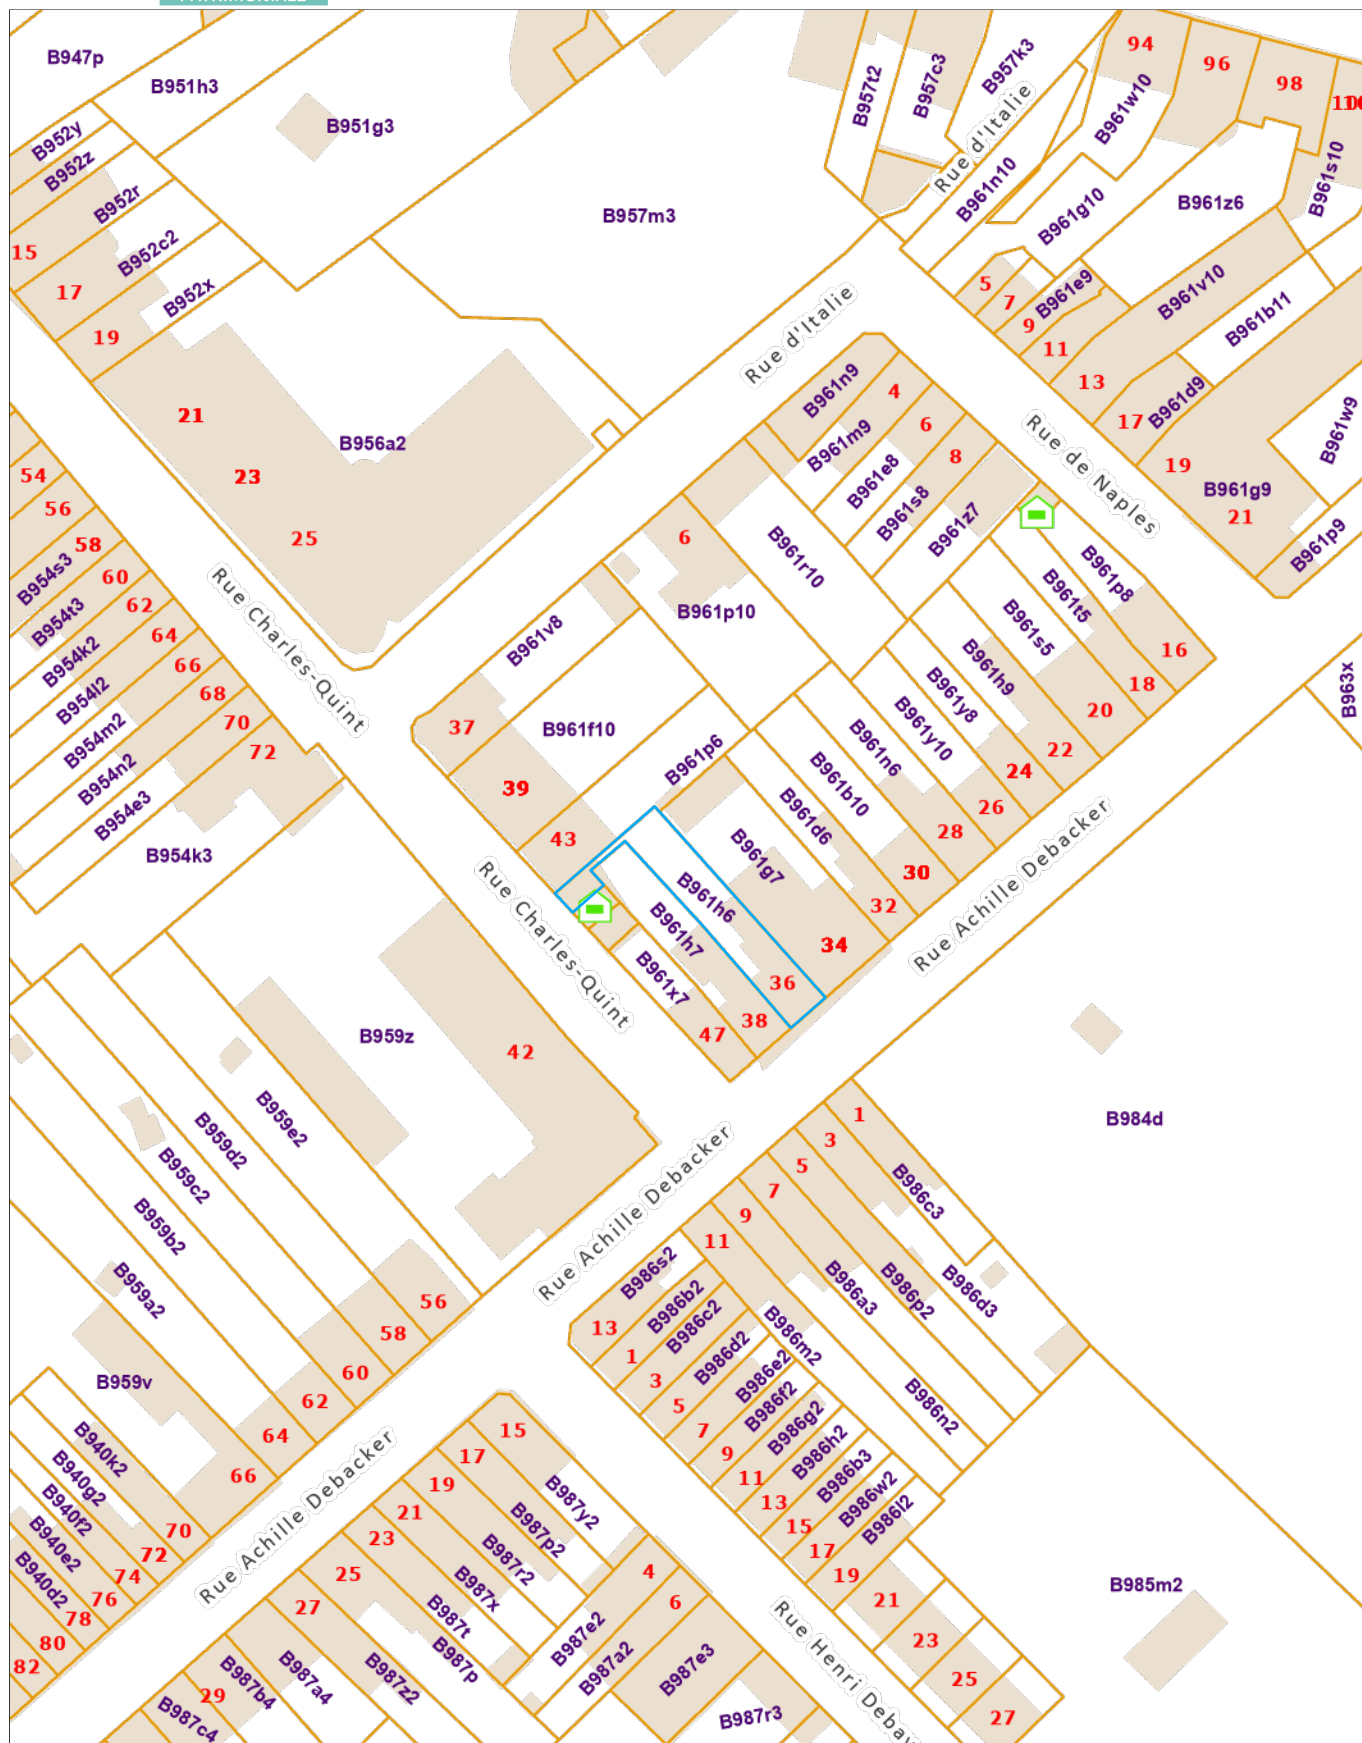 B947p
B951h3
B951g3
B952y
B952z
B952r
B952c2
B952x
15
17
19
21
23
25
B956a2
B957m3
B957t2
B957c3
B957k3
Rue d'Italie
B961n10
B961w10
94
96
98
B961g10
B961z6
B961s10
5
7
9
11
13
17
19
21
B961e9
B961v10
B961b11
B961d9
B961w9
B961g9
B961p9
Rue d'Italie
Rue de Naples
B961n9
4
6
8
B961m9
B961e8
B961s8
B961z7
B961r10
6
B961p10
B961p8
B961t5
B961s5
B961h9
B961y8
B961y10
B961n6
B961b10
B961d6
B961g7
B961h6
B961h7
B961x7
16
18
20
22
24
26
28
30
32
34
36
38
47
B963x
54
56
58
60
62
64
66
68
70
72
B954s3
B954t3
B954k2
B954l2
B954m2
B954n2
B954e3
B954k3
Rue Charles-Quint
B961v8
37
39
43
B961f10
B961p6
Rue Charles-Quint
Rue Achille Debacker
B959z
42
B959e2
B959d2
B959c2
B959b2
B959a2
B959v
56
58
60
62
64
66
Rue Achille Debacker
B984d
1
3
5
7
9
11
13
B986c3
B986d3
B986p2
B986a3
B986n2
B986m2
B986s2
B986b2
B986c2
B986d2
B986e2
B986f2
B986g2
B986h2
B986b3
B986w2
B986l2
1
3
5
7
9
11
13
15
17
19
21
23
25
27
B985m2
B940k2
B940g2
B940f2
B940e2
B940d2
70
72
74
76
78
80
82
Rue Achille Debacker
15
17
19
21
23
25
27
29
B987y2
B987p2
B987r2
B987x
B987t
B987p
B987z2
B987a4
B987b4
B987c4
4
6
B987e2
B987a2
B987e3
B987r3
Rue Henri Debav